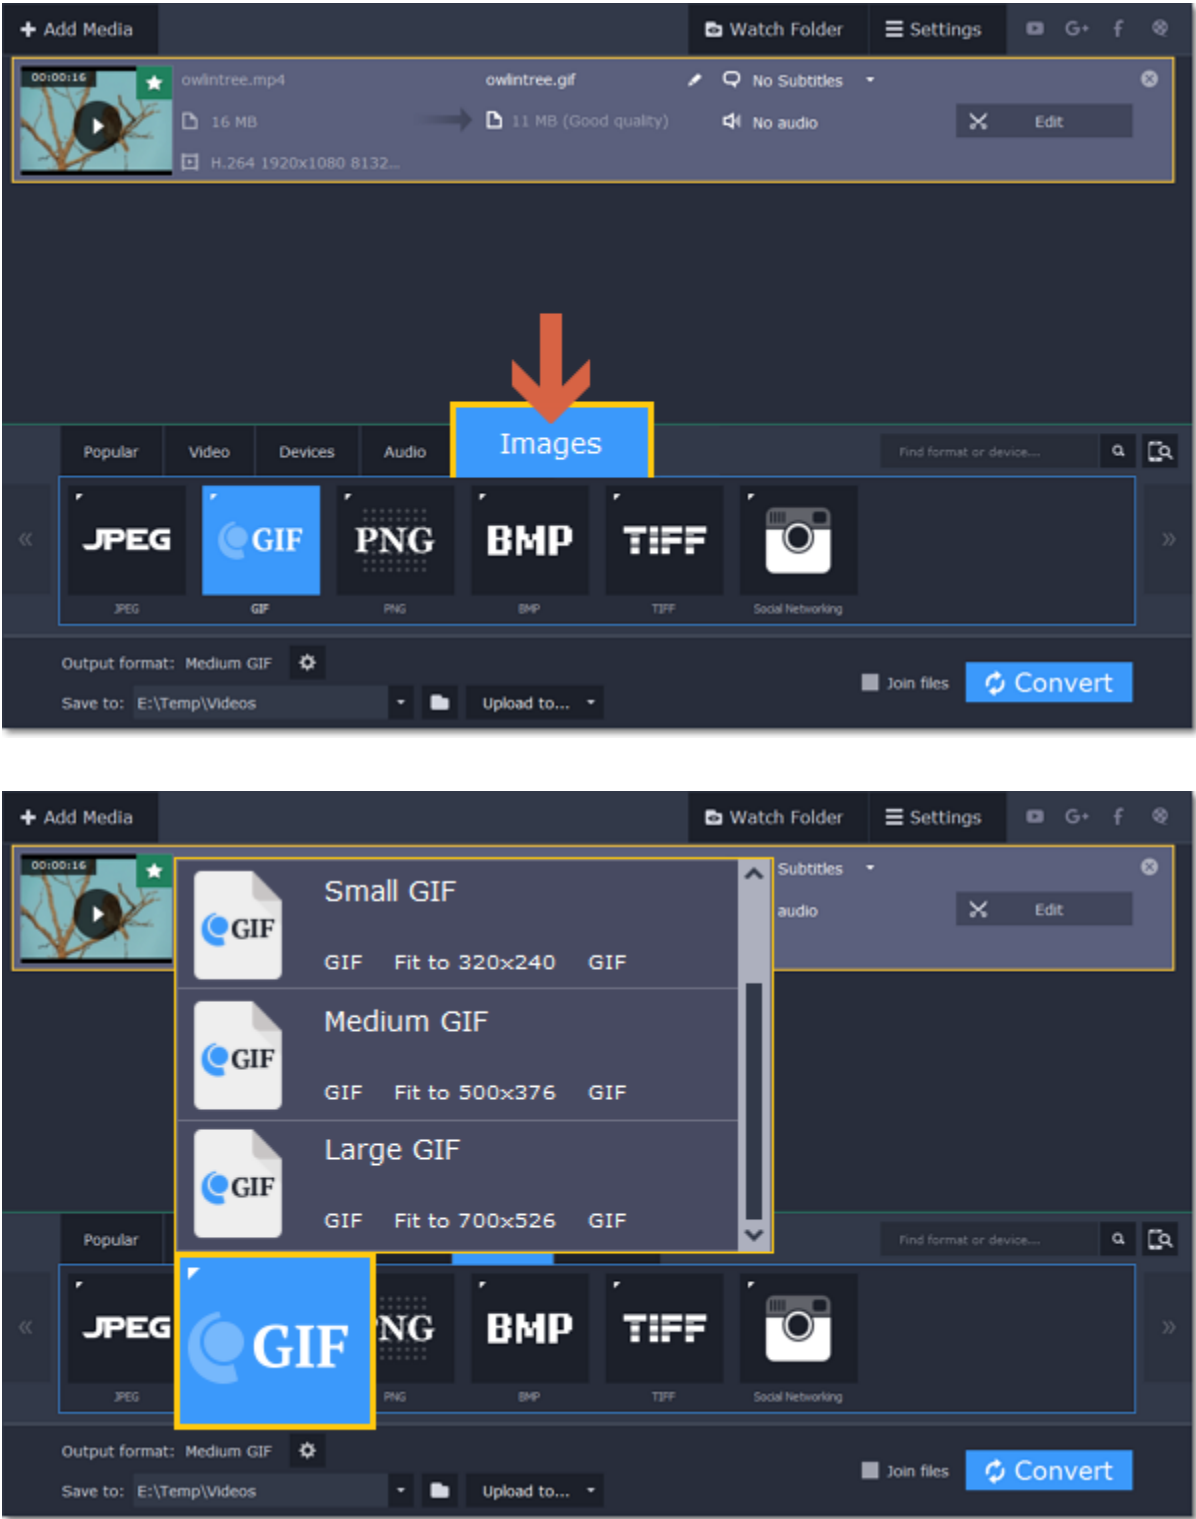 Add Media
Watch Folder
Settings
G+
f
00:00:16
owlintree.mp4
owlintree.gif
No Subtitles
16 MB
11 MB (Good quality)
No audio
Edit
H.264 1920x1080 8132...
Popular
Video
Devices
Audio
Images
Find format or device...
JPEG
GIF
PNG
BMP
TIFF
JPEG
GIF
PNG
BMP
TIFF
Social Networking
Output format: Medium GIF
Join files
Convert
Save to: E:\Temp\Videos
Upload to...
Add Media
Watch Folder
Settings
G+
f
00:00:16
Subtitles
audio
Edit
Small GIF
GIF
GIF Fit to 320x240 GIF
Medium GIF
GIF
GIF Fit to 500x376 GIF
Large GIF
GIF
GIF Fit to 700x526 GIF
Popular
Find format or device...
JPEG
GIF
NG
BMP
TIFF
JPEG
PNG
BMP
TIFF
Social Networking
Output format: Medium GIF
Join files
Convert
Save to: E:\Temp\Videos
Upload to...